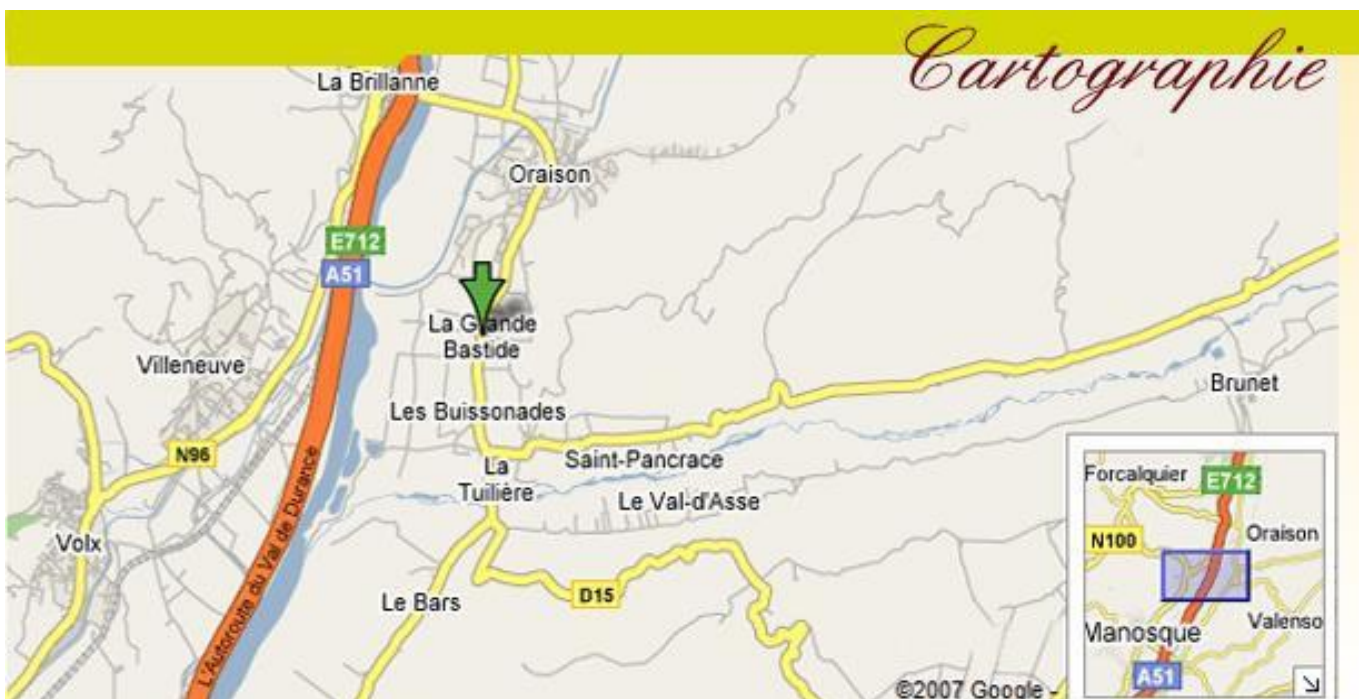 Cartographie
La Brillanne
Oraison
E712
A51
La Grande
Bastide
Villeneuve
Brunet
Les Buissonades
N96
Saint-Pancrace
La
Tuilière
Le Val-d'Asse
Volx
L'Autoroute du Val de Durance
D15
Le Bars
Forcalquier
E712
N100
Oraison
Valenso
Manosque
A51
©2007 Google -